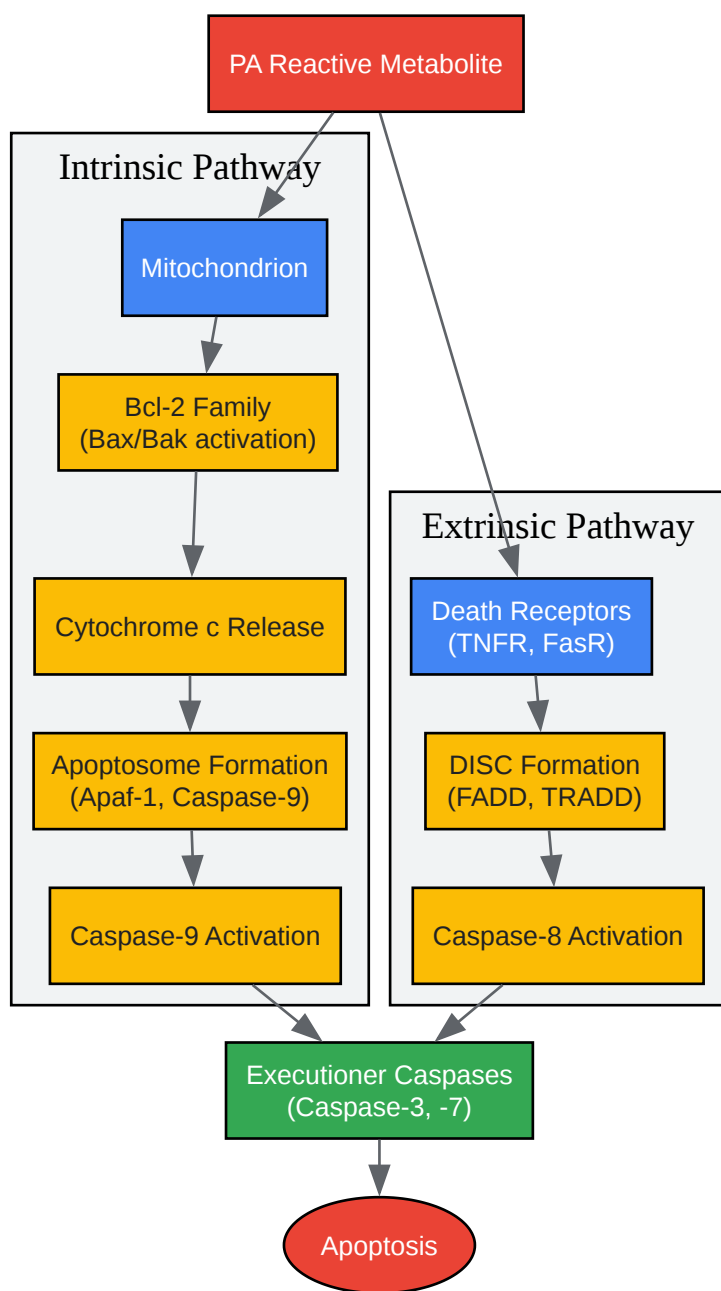 PA Reactive Metabolite
Intrinsic Pathway
Mitochondrion
Bcl-2 Family
(Bax/Bak activation)
Cytochrome c Release
Apoptosome Formation
(Apaf-1, Caspase-9)
Caspase-9 Activation
Extrinsic Pathway
Death Receptors
(TNFR, FasR)
DISC Formation
(FADD, TRADD)
Caspase-8 Activation
Executioner Caspases
(Caspase-3, -7)
Apoptosis